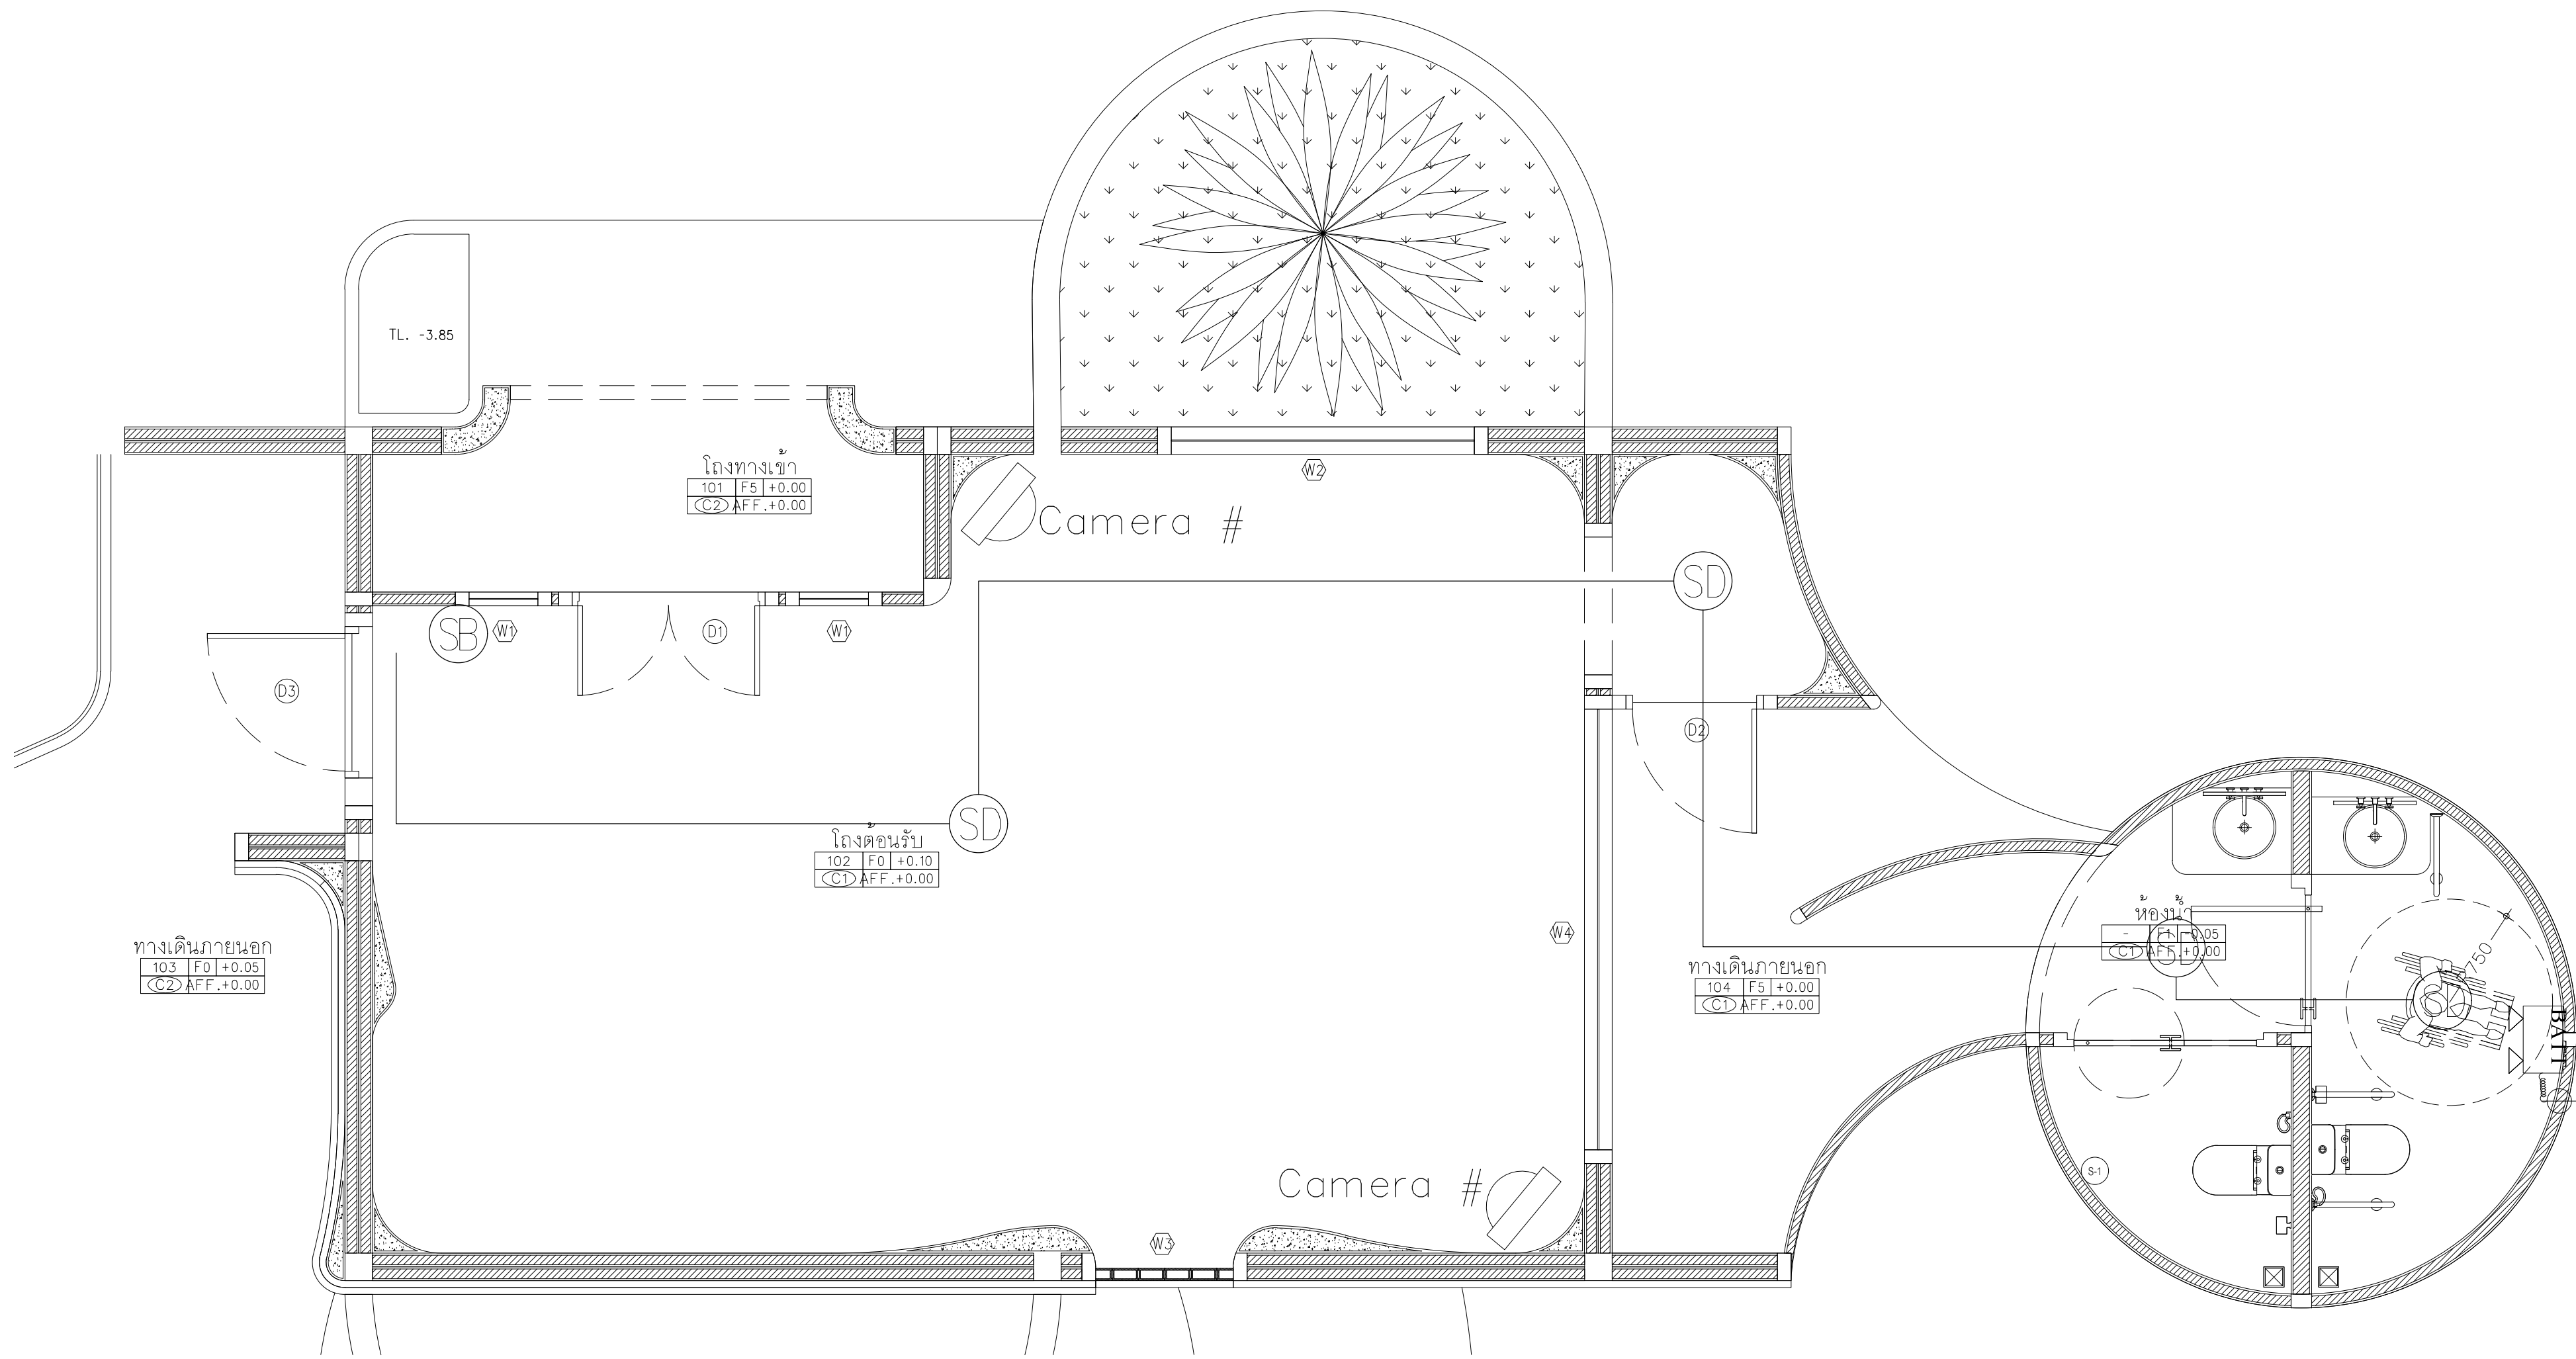 TL. -3.85
โถงทางเข้า
101 F5 +0.00
C2 AFF.+0.00
W2
Camera #
SD
SB
W1
D1
W1
D3
D2
SD
โถงต้อนรับ
102 F0 +0.10
C1 AFF.+0.00
ห้องน้ำ
- F1 -0.05
C1 AFF.+0.00
SD
W4
750
ทางเดินภายนอก
103 F0 +0.05
C2 AFF.+0.00
ทางเดินภายนอก
104 F5 +0.00
C1 AFF.+0.00
S-1
Camera #
W3